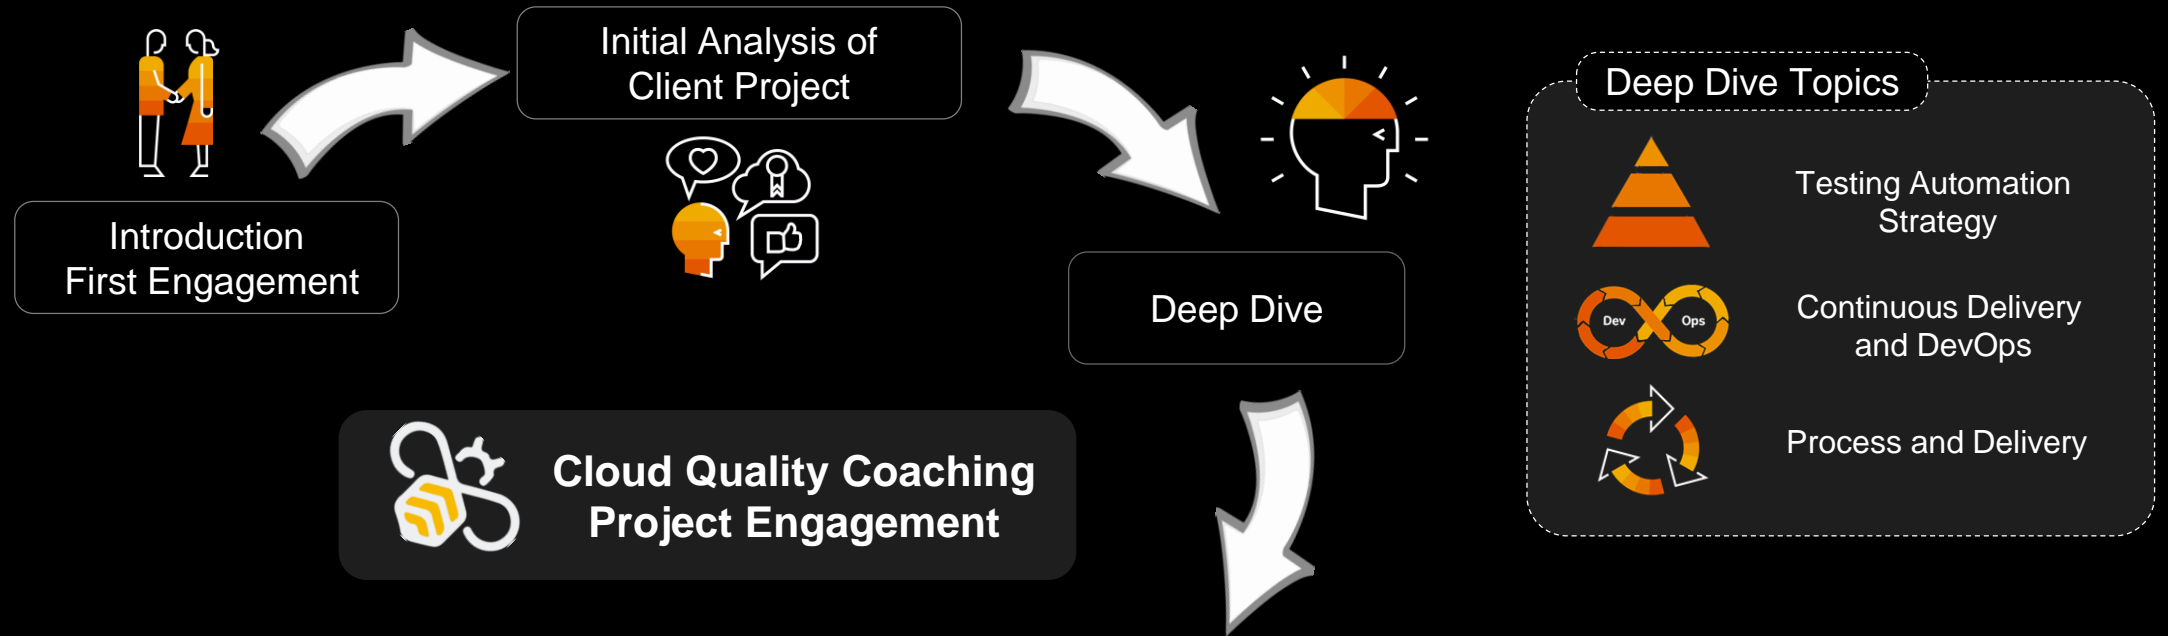 Introduction
First Engagement
Initial Analysis of
Client Project
Deep Dive
Cloud Quality Coaching
Project Engagement
Deep Dive Topics
Testing Automation
Strategy
Dev Ops
Continuous Delivery
and DevOps
Process and Delivery